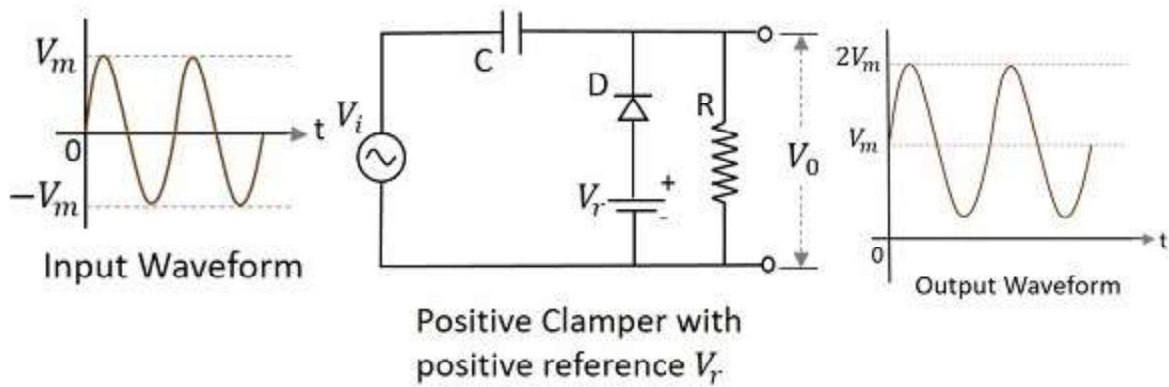 V_m
0
t
−V_m
Input Waveform
C
V_i
D
R
V_r
+
-
V_0
Positive Clamper with
positive reference V_r
2V_m
V_m
0
t
Output Waveform